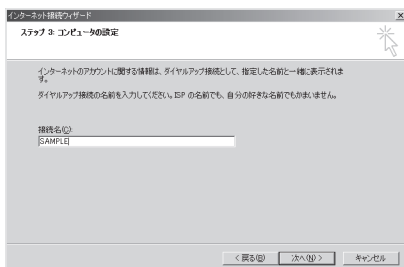 インターネット接続ウィザード
ステップ 3: コンピュータの設定
インターネットのアカウントに関する情報は、ダイヤルアップ接続として、指定した名前と一緒に表示されま
す。
ダイヤルアップ接続の名前を入力してください。ISP の名前でも、自分の好きな名前でもかまいません。
接続名(C):
SAMPLE
< 戻る(B)
次へ(N) >
キャンセル